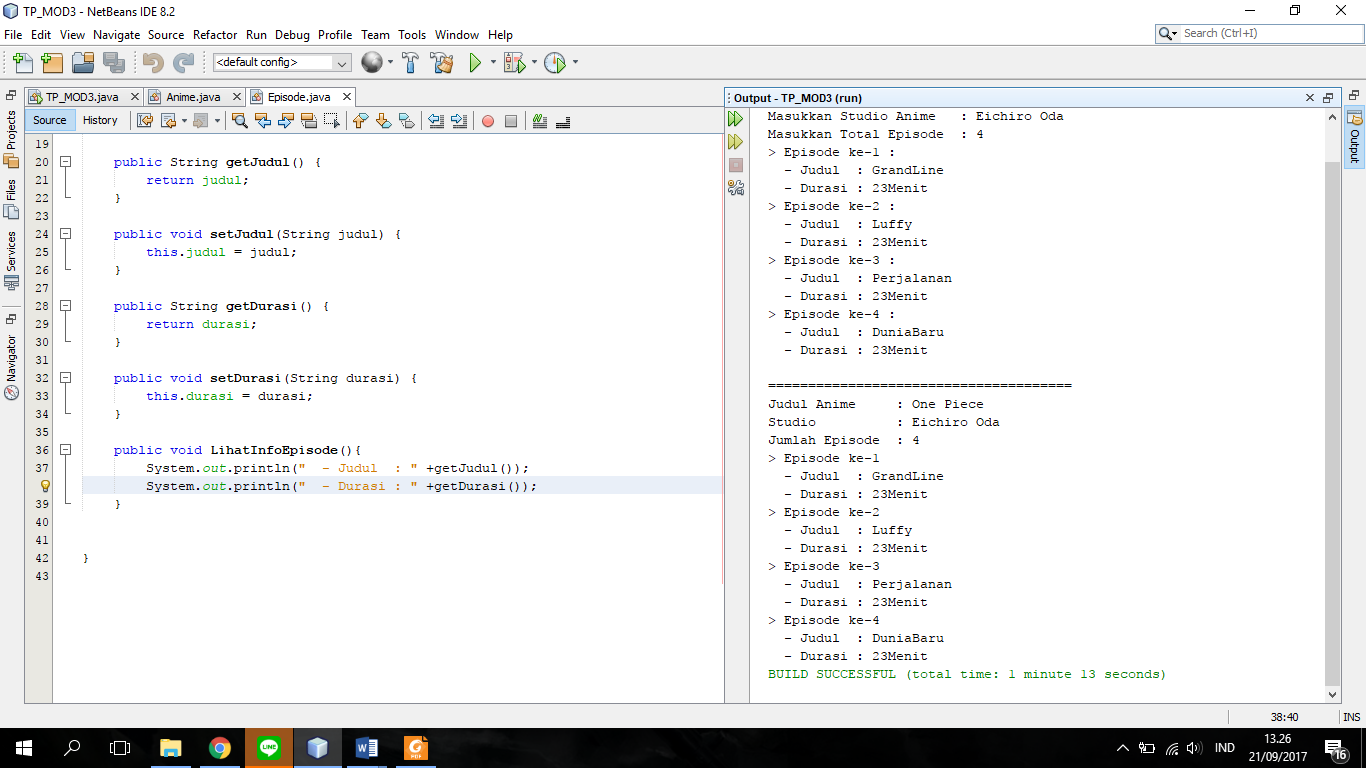 TP_MOD3 - NetBeans IDE 8.2
File Edit View Navigate Source Refactor Run Debug Profile Team Tools Window Help
Search (Ctrl+I)
<default config>
TP_MOD3.java Anime.java Episode.java
Source History
Projects
Files
Services
Navigator
19
20 public String getJudul() {
21 return judul;
22 }
23
24 public void setJudul(String judul) {
25 this.judul = judul;
26 }
27
28 public String getDurasi() {
29 return durasi;
30 }
31
32 public void setDurasi(String durasi) {
33 this.durasi = durasi;
34 }
35
36 public void LihatInfoEpisode(){
37 System.out.println("  - Judul  : " +getJudul());
System.out.println("  - Durasi : " +getDurasi());
39 }
40
41
42 }
43
Output - TP_MOD3 (run)
Masukkan Studio Anime   : Eichiro Oda
Masukkan Total Episode  : 4
> Episode ke-1 :
  - Judul  : GrandLine
  - Durasi : 23Menit
> Episode ke-2 :
  - Judul  : Luffy
  - Durasi : 23Menit
> Episode ke-3 :
  - Judul  : Perjalanan
  - Durasi : 23Menit
> Episode ke-4 :
  - Judul  : DuniaBaru
  - Durasi : 23Menit
======================================
Judul Anime     : One Piece
Studio          : Eichiro Oda
Jumlah Episode  : 4
> Episode ke-1
  - Judul  : GrandLine
  - Durasi : 23Menit
> Episode ke-2
  - Judul  : Luffy
  - Durasi : 23Menit
> Episode ke-3
  - Judul  : Perjalanan
  - Durasi : 23Menit
> Episode ke-4
  - Judul  : DuniaBaru
  - Durasi : 23Menit
BUILD SUCCESSFUL (total time: 1 minute 13 seconds)
Output
38:40 INS
LINE
PDF
IND
13.26
21/09/2017
16